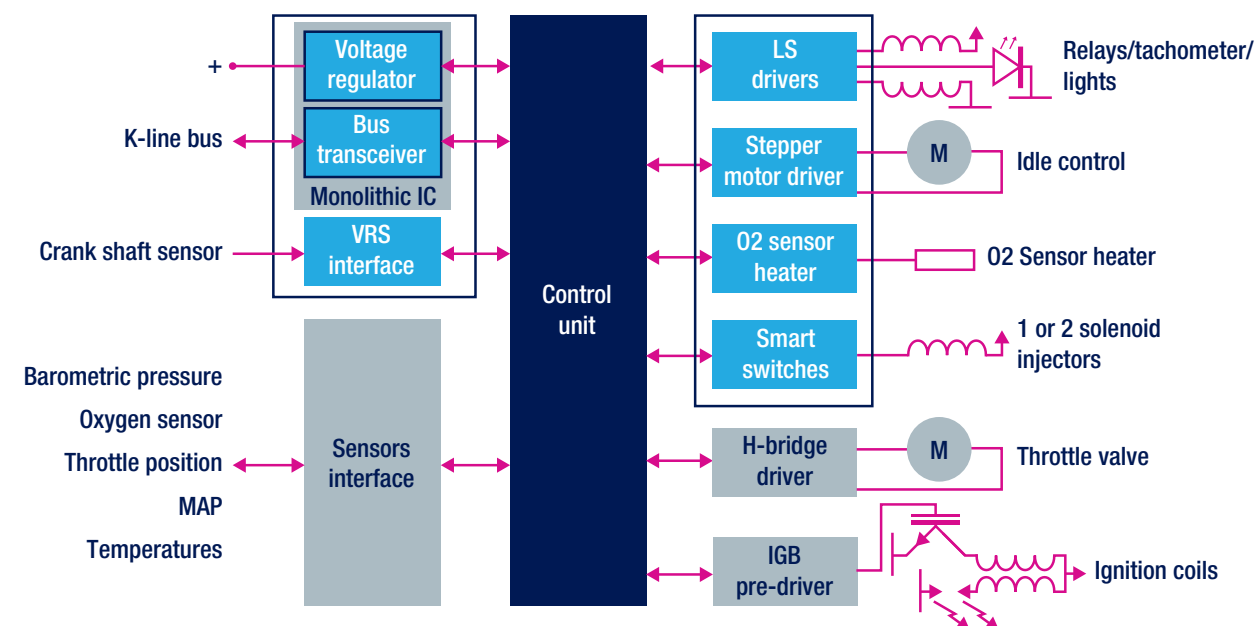 +
K-line bus
Crank shaft sensor
Voltage
regulator
Bus
transceiver
Monolithic IC
VRS
interface
Barometric pressure
Oxygen sensor
Throttle position
MAP
Temperatures
Sensors
interface
Control
unit
LS
drivers
Relays/tachometer/
lights
Stepper
motor driver
M
Idle control
O2 sensor
heater
O2 Sensor heater
Smart
switches
1 or 2 solenoid
injectors
H-bridge
driver
M
Throttle valve
IGB
pre-driver
Ignition coils